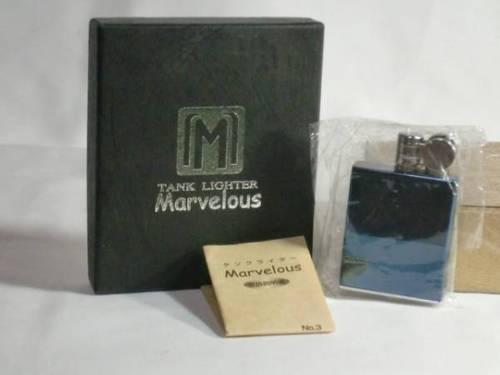 M
TANK LIGHTER
Marvelous
タンクライター
Marvelous
No.3